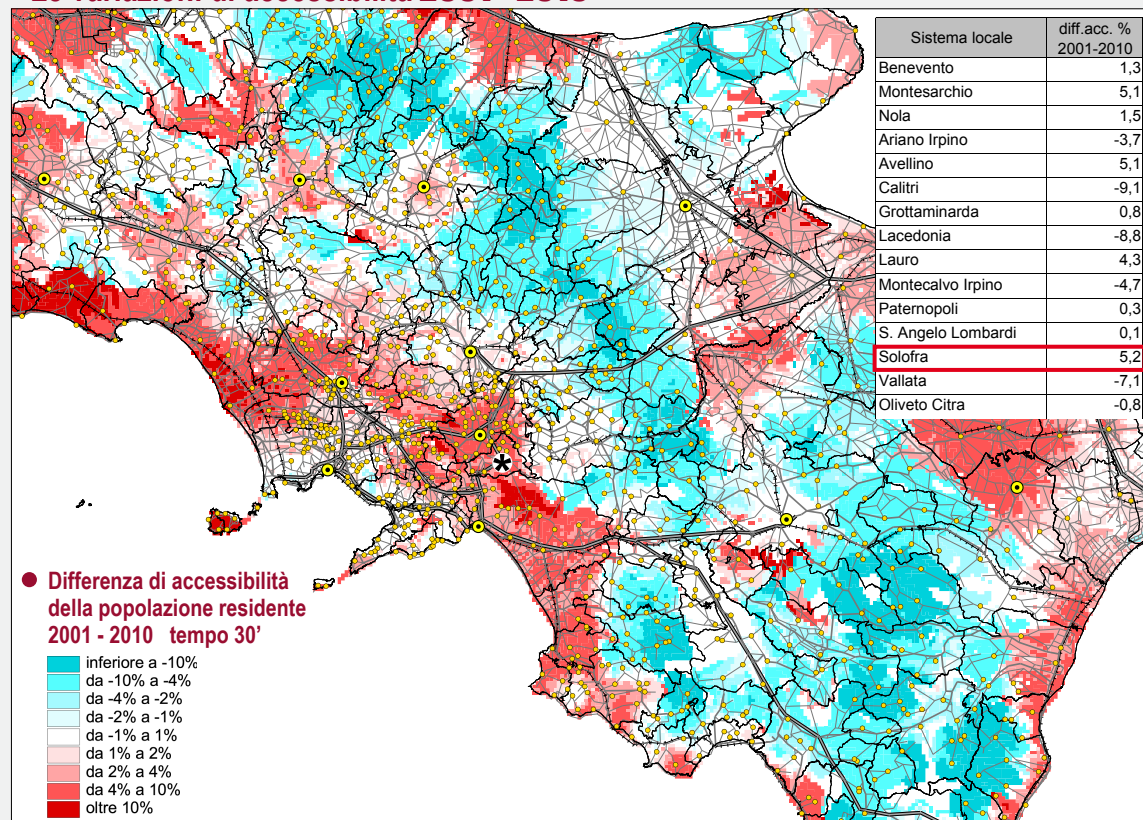 Sistema locale diff.acc. % 2001-2010
Benevento 1,3
Montesarchio 5,1
Nola 1,5
Ariano Irpino -3,7
Avellino 5,1
Calitri -9,1
Grottaminarda 0,8
Lacedonia -8,8
Lauro 4,3
Montecalvo Irpino -4,7
Paternopoli 0,3
S. Angelo Lombardi 0,1
Solofra 5,2
Vallata -7,1
Oliveto Citra -0,8
*
Differenza di accessibilità
della popolazione residente
2001 - 2010 tempo 30'
inferiore a -10%
da -10% a -4%
da -4% a -2%
da -2% a -1%
da -1% a 1%
da 1% a 2%
da 2% a 4%
da 4% a 10%
oltre 10%